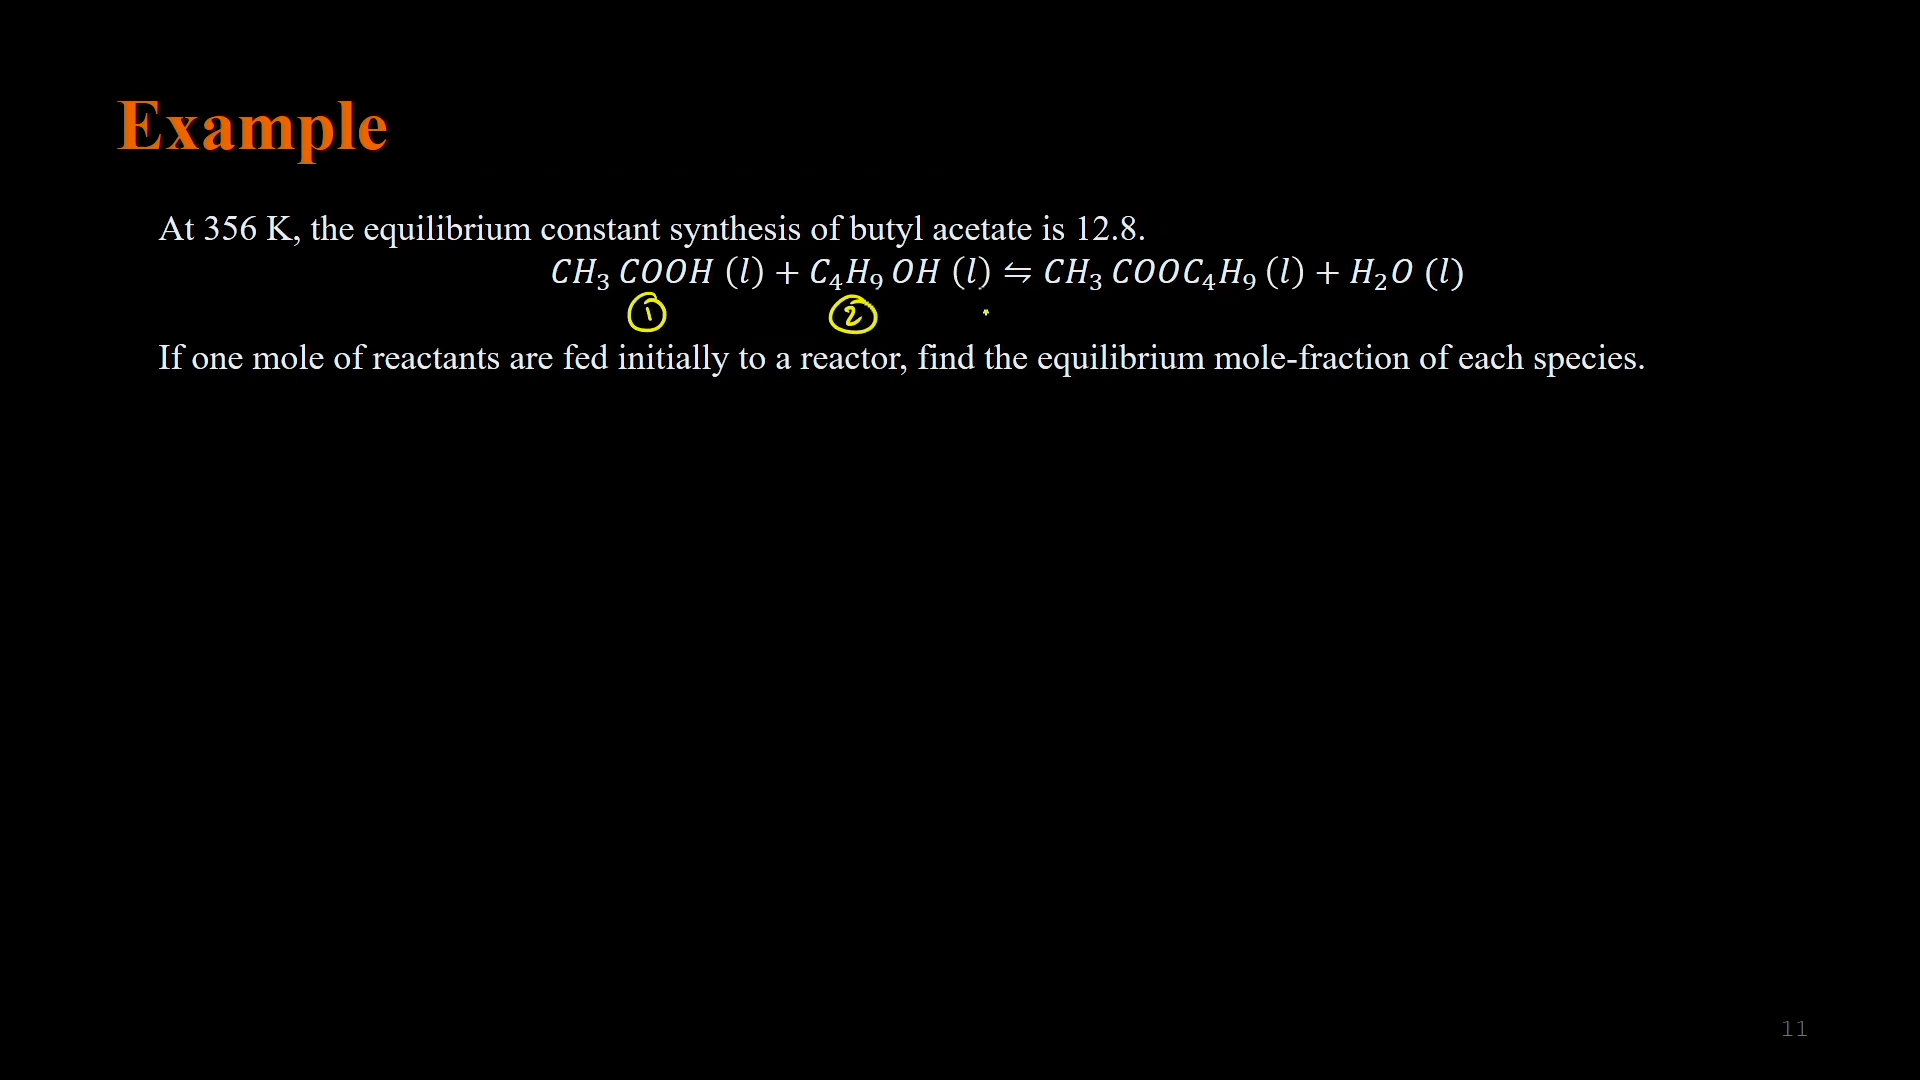 Example
At 356 K, the equilibrium constant synthesis of butyl acetate is 12.8.
CH₃ COOH (l) + C₄H₉ OH (l) ⇋ CH₃ COOC₄H₉ (l) + H₂O (l)
① ②
If one mole of reactants are fed initially to a reactor, find the equilibrium mole-fraction of each species.
11